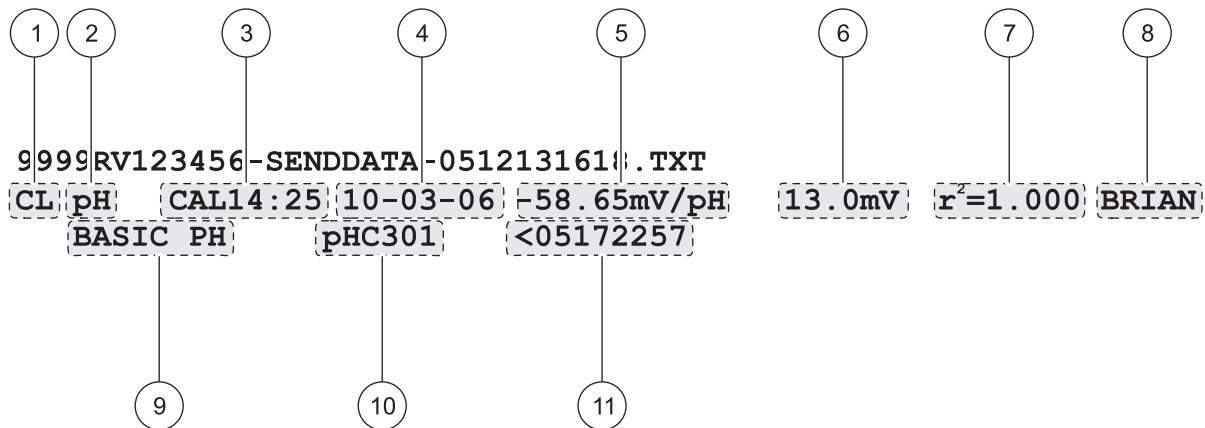 1 2 3 4 5 6 7 8
9999RV123456-SENDDATA-0512131618.TXT
CL pH CAL14:25 10-03-06 -58.65mV/pH 13.0mV r²=1.000 BRIAN
BASIC PH pHC301 <05172257
9 10 11